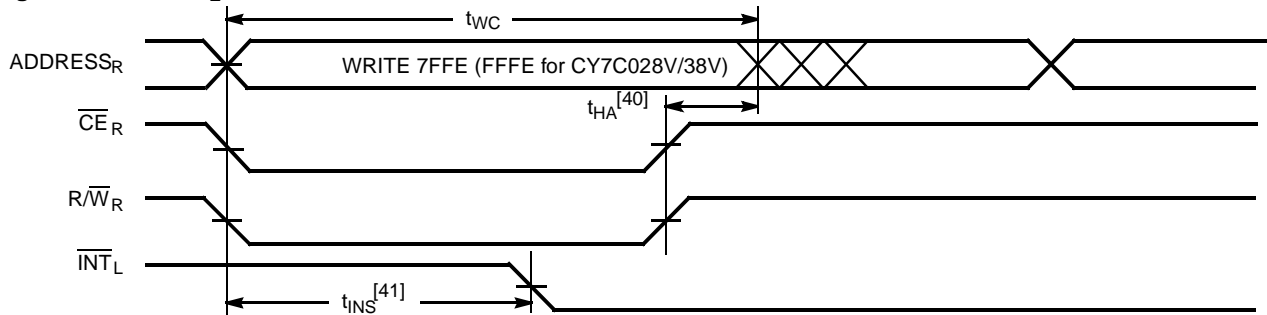 tWC
ADDRESSR
WRITE 7FFE (FFFE for CY7C028V/38V)
tHA[40]
CER
R/WR
INTL
tINS[41]